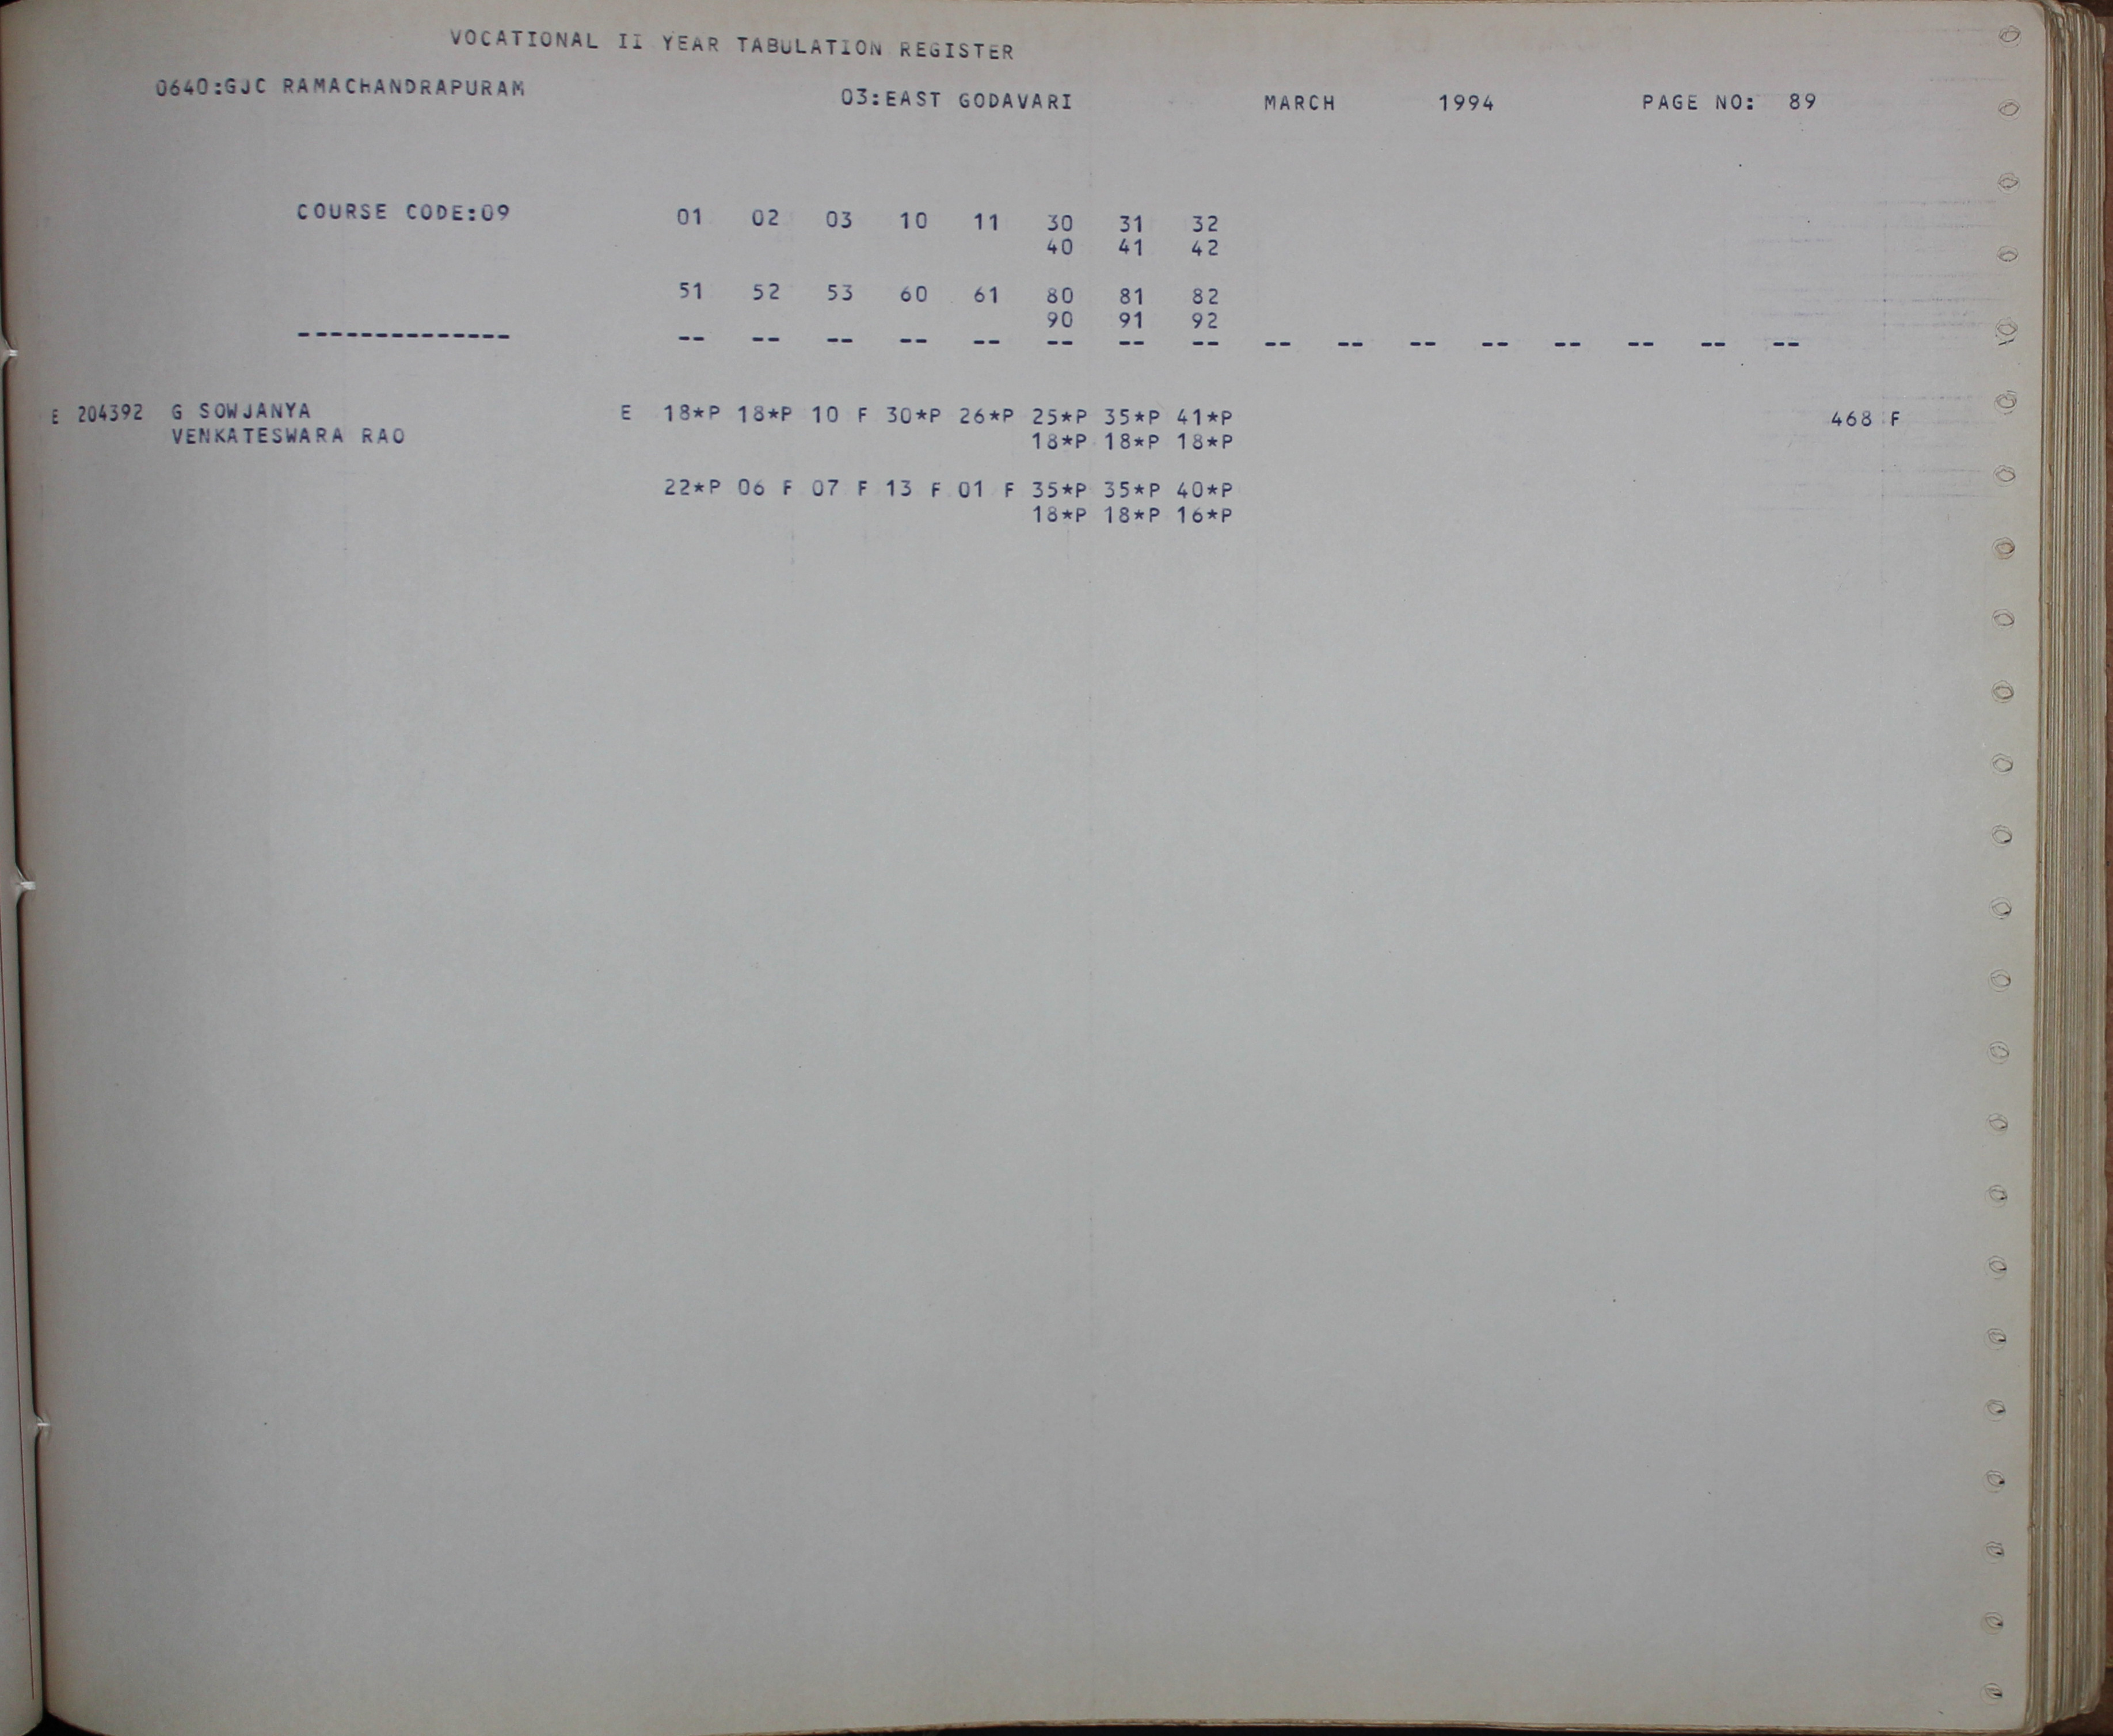 VOCATIONAL II YEAR TABULATION REGISTER
0640:GJC RAMACHANDRAPURAM 03:EAST GODAVARI MARCH 1994 PAGE NO: 89
COURSE CODE:09 01 02 03 10 11 30 31 32
40 41 42
51 52 53 60 61 80 81 82
90 91 92
-------------- -- -- -- -- -- -- -- -- -- -- -- -- -- -- -- --
E 204392 G SOWJANYA E 18*P 18*P 10 F 30*P 26*P 25*P 35*P 41*P 468 F
VENKATESWARA RAO 18*P 18*P 18*P
22*P 06 F 07 F 13 F 01 F 35*P 35*P 40*P
18*P 18*P 16*P